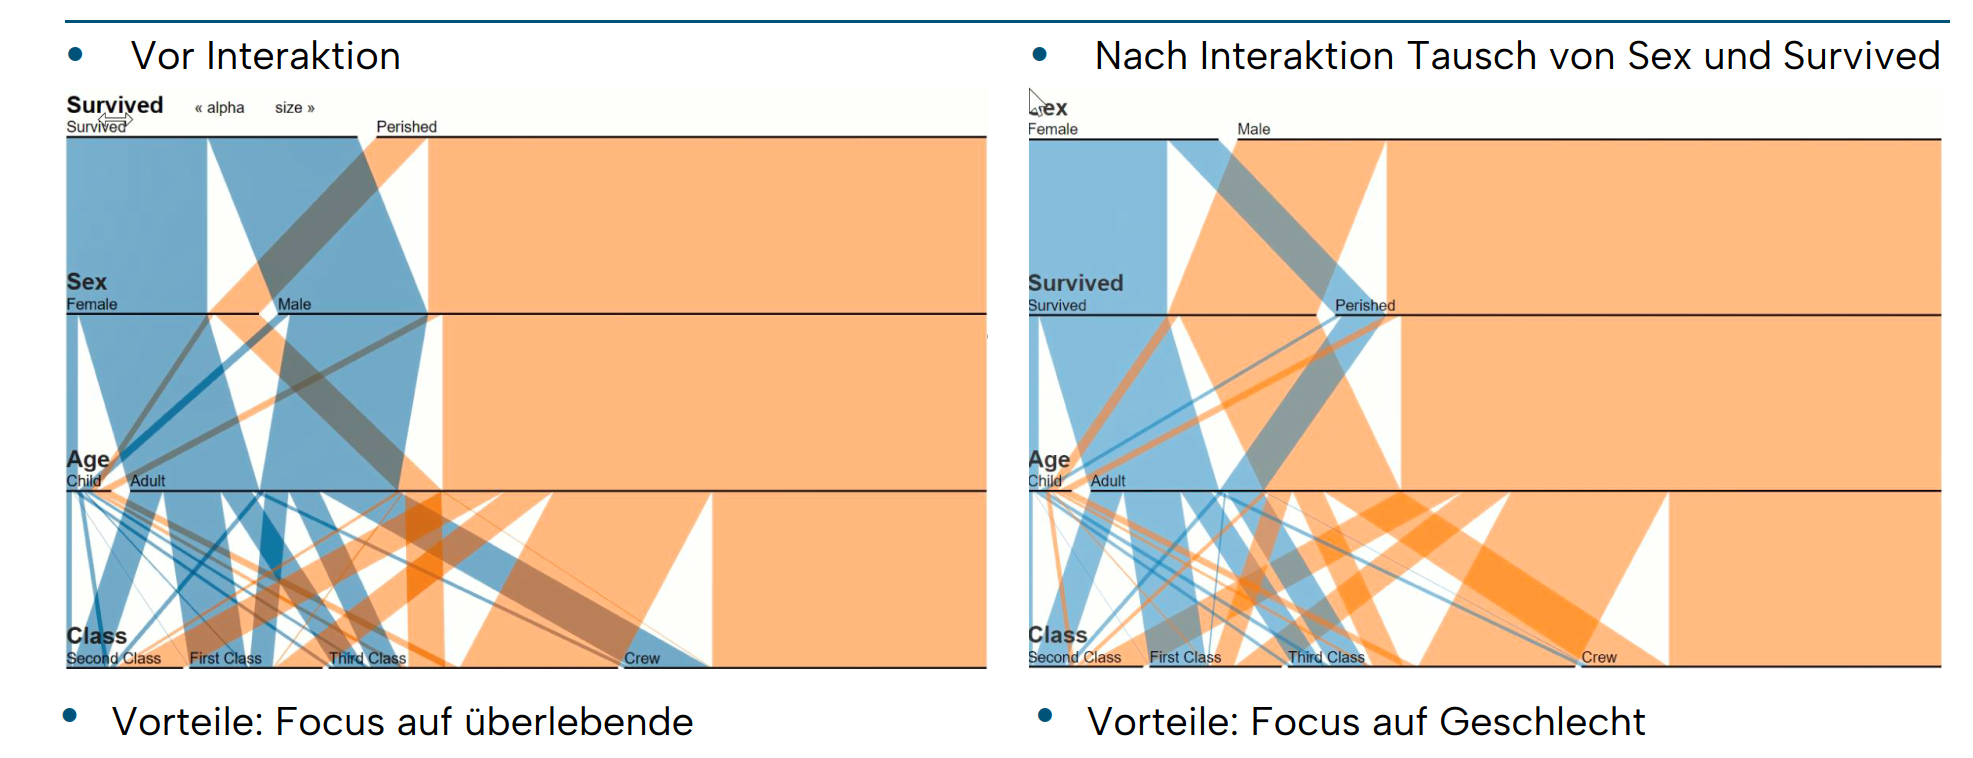 • Vor Interaktion
Survived « alpha size »
Survived Perished
Sex
Female Male
Age
Child Adult
Class
Second Class First Class Third Class Crew
• Vorteile: Focus auf überlebende
• Nach Interaktion Tausch von Sex und Survived
ex
Female Male
Survived
Survived Perished
Age
Child Adult
Class
Second Class First Class Third Class Crew
• Vorteile: Focus auf Geschlecht